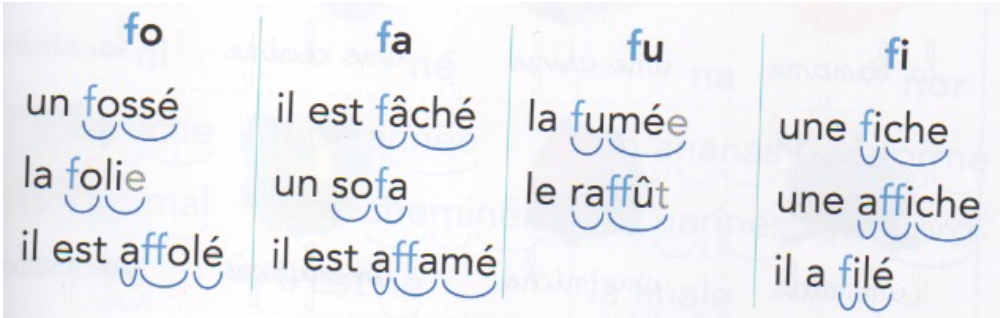 fo
un fossé
la folie
il est affolé
fa
il est fâché
un sofa
il est affamé
fu
la fumée
le raffût
fi
une fiche
une affiche
il a filé